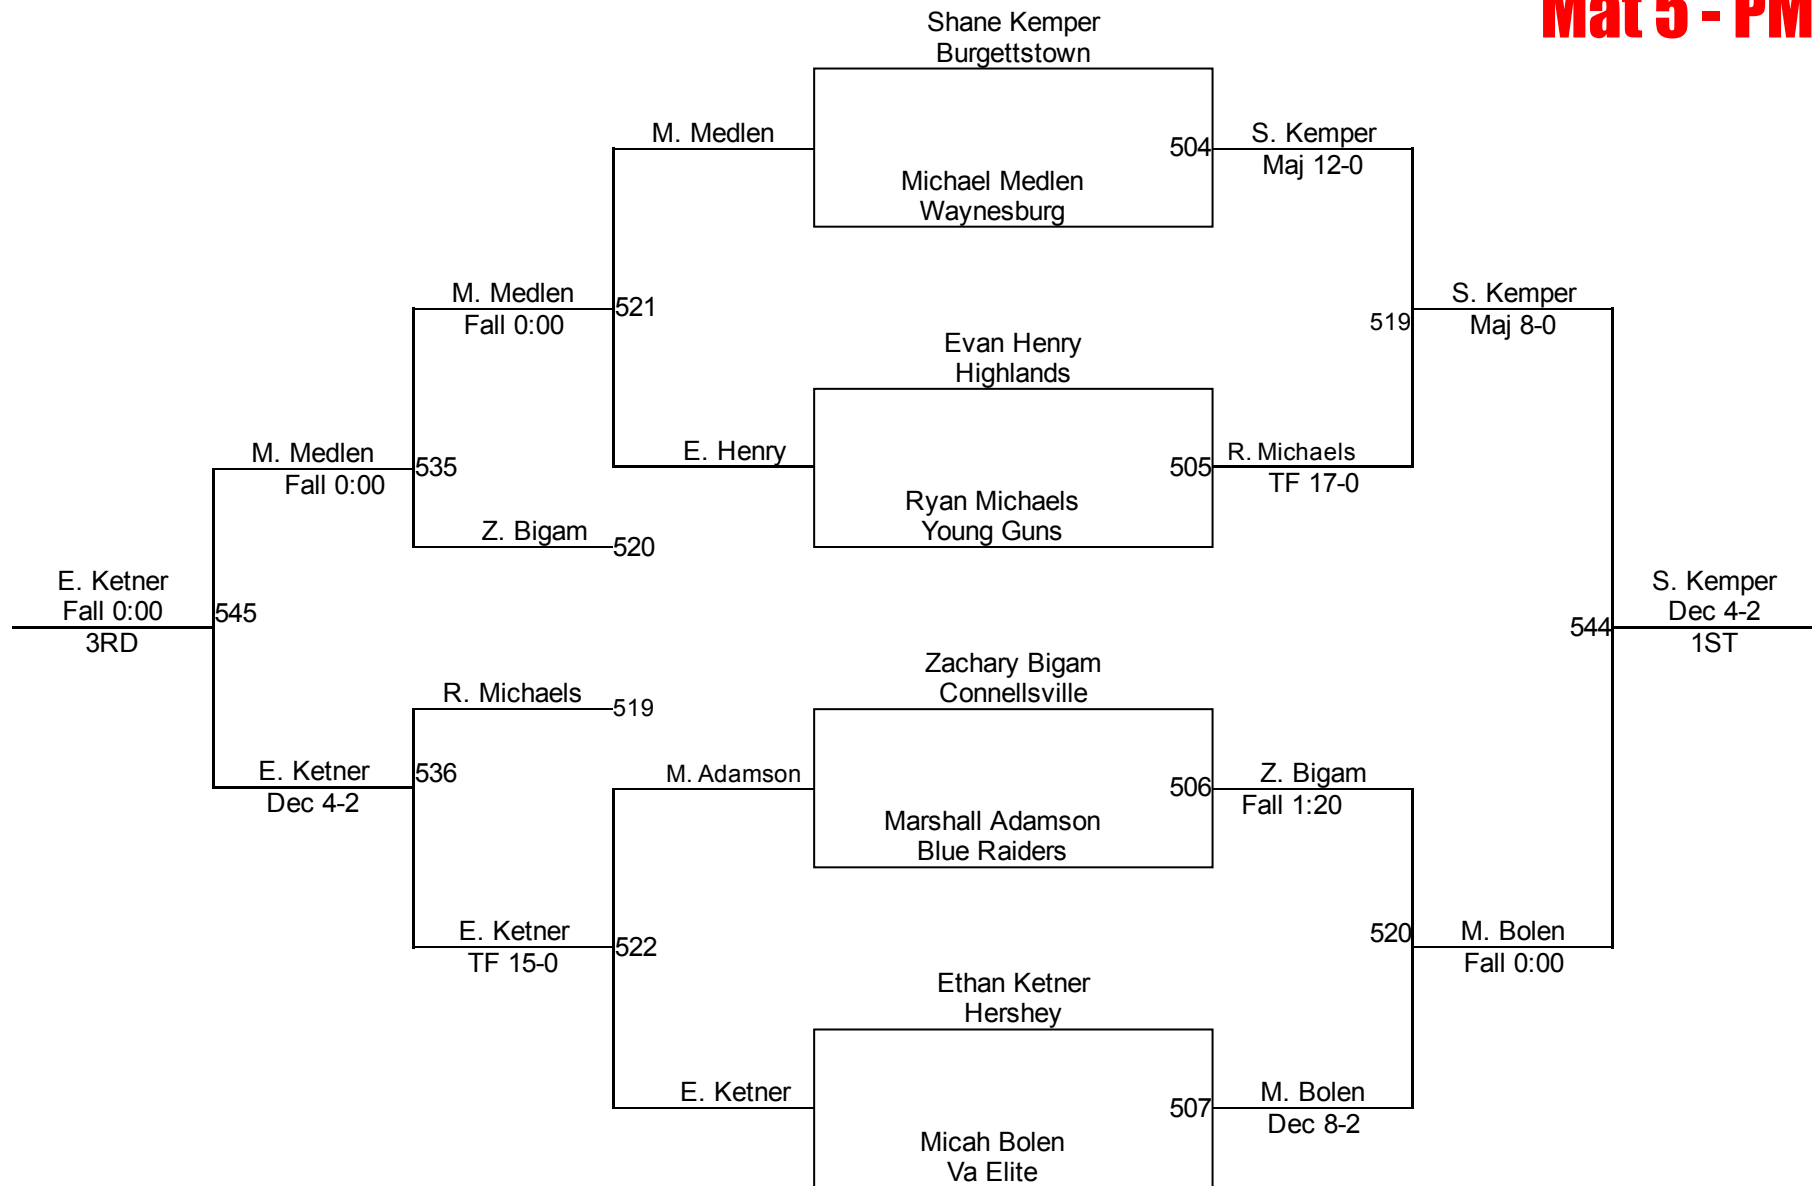 Mat 5 - PM
Shane Kemper
Burgettstown
M. Medlen
504
S. Kemper
Maj 12-0
Michael Medlen
Waynesburg
M. Medlen
Fall 0:00
521
519
S. Kemper
Maj 8-0
Evan Henry
Highlands
M. Medlen
Fall 0:00
535
E. Henry
505
R. Michaels
TF 17-0
Ryan Michaels
Young Guns
Z. Bigam
520
E. Ketner
Fall 0:00
3RD
545
544
S. Kemper
Dec 4-2
1ST
R. Michaels
519
Zachary Bigam
Connellsville
E. Ketner
Dec 4-2
536
M. Adamson
506
Z. Bigam
Fall 1:20
Marshall Adamson
Blue Raiders
E. Ketner
TF 15-0
522
520
M. Bolen
Fall 0:00
Ethan Ketner
Hershey
E. Ketner
507
M. Bolen
Dec 8-2
Micah Bolen
Va Elite